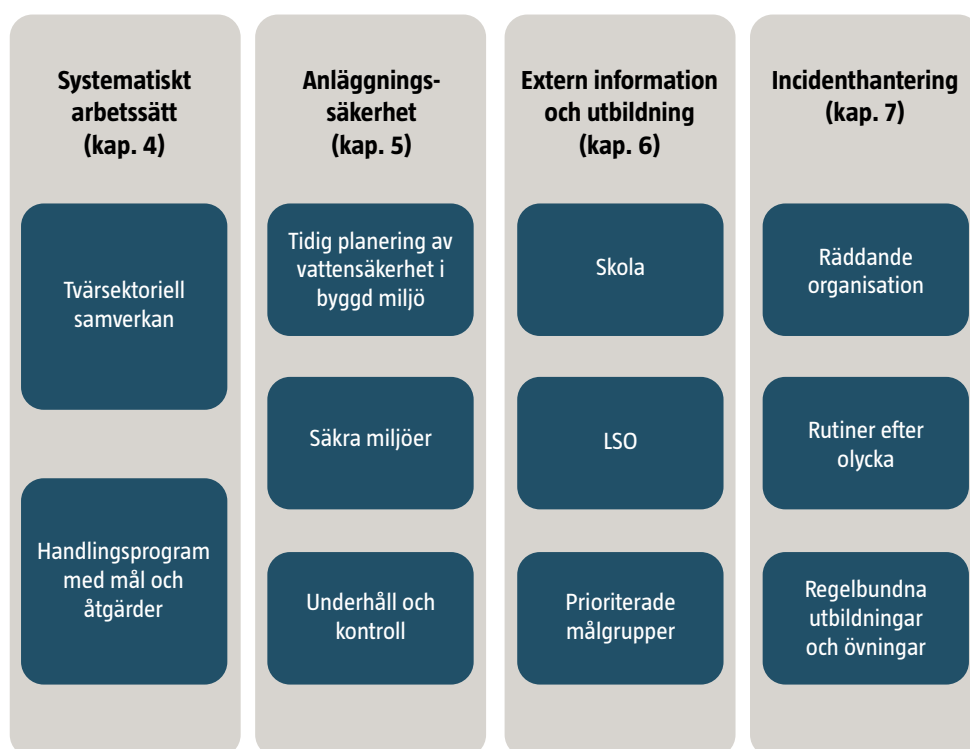 Systematiskt
arbetssätt
(kap. 4)
Tvärsektoriell
samverkan
Handlingsprogram
med mål och
åtgärder
Anläggnings-
säkerhet
(kap. 5)
Tidig planering av
vattensäkerhet i
byggd miljö
Säkra miljöer
Underhåll och
kontroll
Extern information
och utbildning
(kap. 6)
Skola
LSO
Prioriterade
målgrupper
Incidenthantering
(kap. 7)
Räddande
organisation
Rutiner efter
olycka
Regelbundna
utbildningar
och övningar